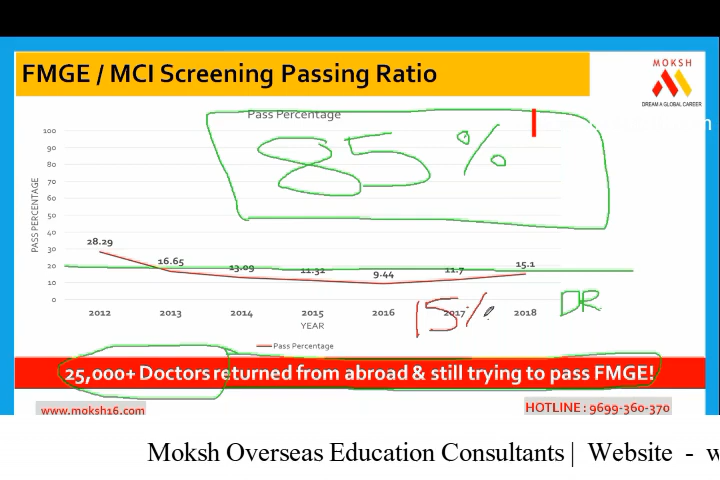 FMGE / MCI Screening Passing Ratio
MOKSH
DREAM A GLOBAL CAREER
Pass Percentage
85 %
PASS PERCENTAGE
100
90
80
70
60
50
40
30
20
10
0
28.29
16.65
13.09
11.32
9.44
11.7
15.1
2012 2013 2014 2015 2016 2017 2018
15%
DR
YEAR
Pass Percentage
25,000+ Doctors returned from abroad & still trying to pass FMGE!
www.moksh16.com
HOTLINE : 9699-360-370
Moksh Overseas Education Consultants | Website - w